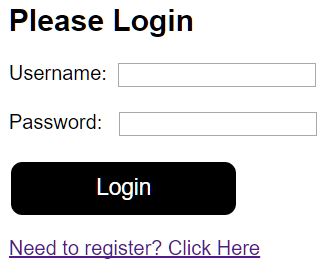 Please Login
Username:
Password:
Login
Need to register? Click Here